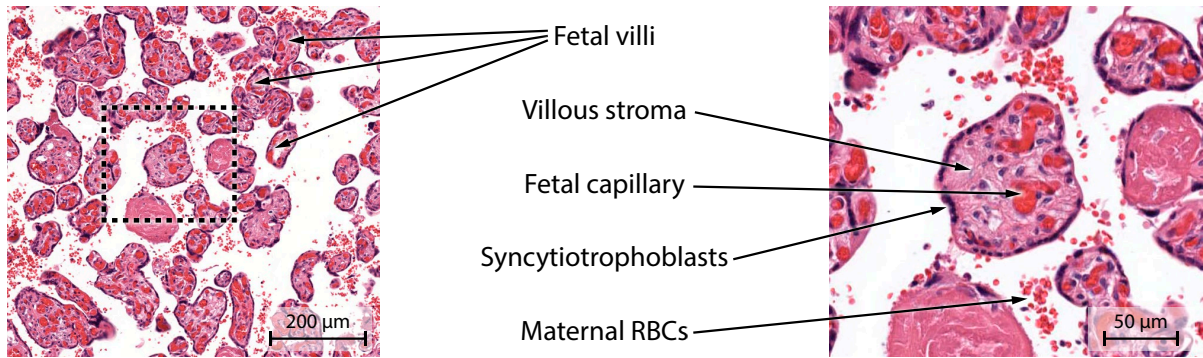 Fetal villi
Villous stroma
Fetal capillary
Syncytiotrophoblasts
Maternal RBCs
200 µm
50 µm